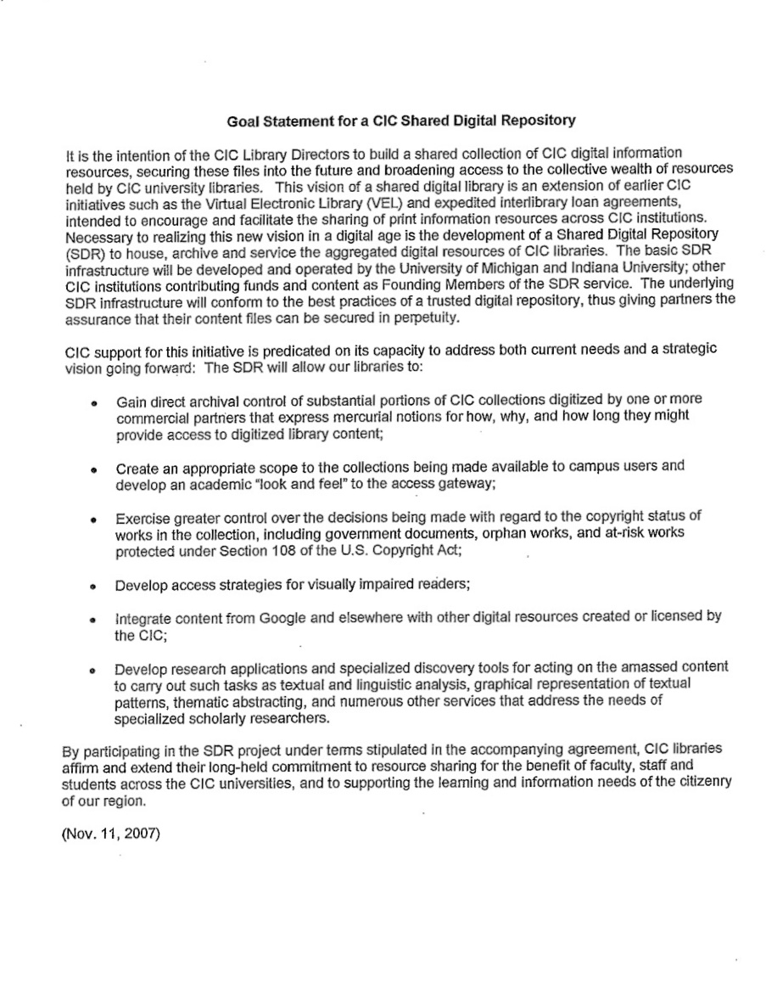 Goal Statement for a CIC Shared Digital Repository
It is the intention of the CIC Library Directors to build a shared collection of CIC digital information
resources, securing these files into the future and broadening access to the collective wealth of resources
held by CIC university libraries.  This vision of a shared digital library is an extension of earlier CIC
initiatives such as the Virtual Electronic Library (VEL) and expedited interlibrary loan agreements,
intended to encourage and facilitate the sharing of print information resources across CIC institutions.
Necessary to realizing this new vision in a digital age is the development of a Shared Digital Repository
(SDR) to house, archive and service the aggregated digital resources of CIC libraries.  The basic SDR
infrastructure will be developed and operated by the University of Michigan and Indiana University; other
CIC institutions contributing funds and content as Founding Members of the SDR service.  The underlying
SDR infrastructure will conform to the best practices of a trusted digital repository, thus giving partners the
assurance that their content files can be secured in perpetuity.
CIC support for this initiative is predicated on its capacity to address both current needs and a strategic
vision going forward:  The SDR will allow our libraries to:
• Gain direct archival control of substantial portions of CIC collections digitized by one or more
commercial partners that express mercurial notions for how, why, and how long they might
provide access to digitized library content;
• Create an appropriate scope to the collections being made available to campus users and
develop an academic "look and feel" to the access gateway;
• Exercise greater control over the decisions being made with regard to the copyright status of
works in the collection, including government documents, orphan works, and at-risk works
protected under Section 108 of the U.S. Copyright Act;
• Develop access strategies for visually impaired readers;
• Integrate content from Google and elsewhere with other digital resources created or licensed by
the CIC;
• Develop research applications and specialized discovery tools for acting on the amassed content
to carry out such tasks as textual and linguistic analysis, graphical representation of textual
patterns, thematic abstracting, and numerous other services that address the needs of
specialized scholarly researchers.
By participating in the SDR project under terms stipulated in the accompanying agreement, CIC libraries
affirm and extend their long-held commitment to resource sharing for the benefit of faculty, staff and
students across the CIC universities, and to supporting the learning and information needs of the citizenry
of our region.
(Nov. 11, 2007)